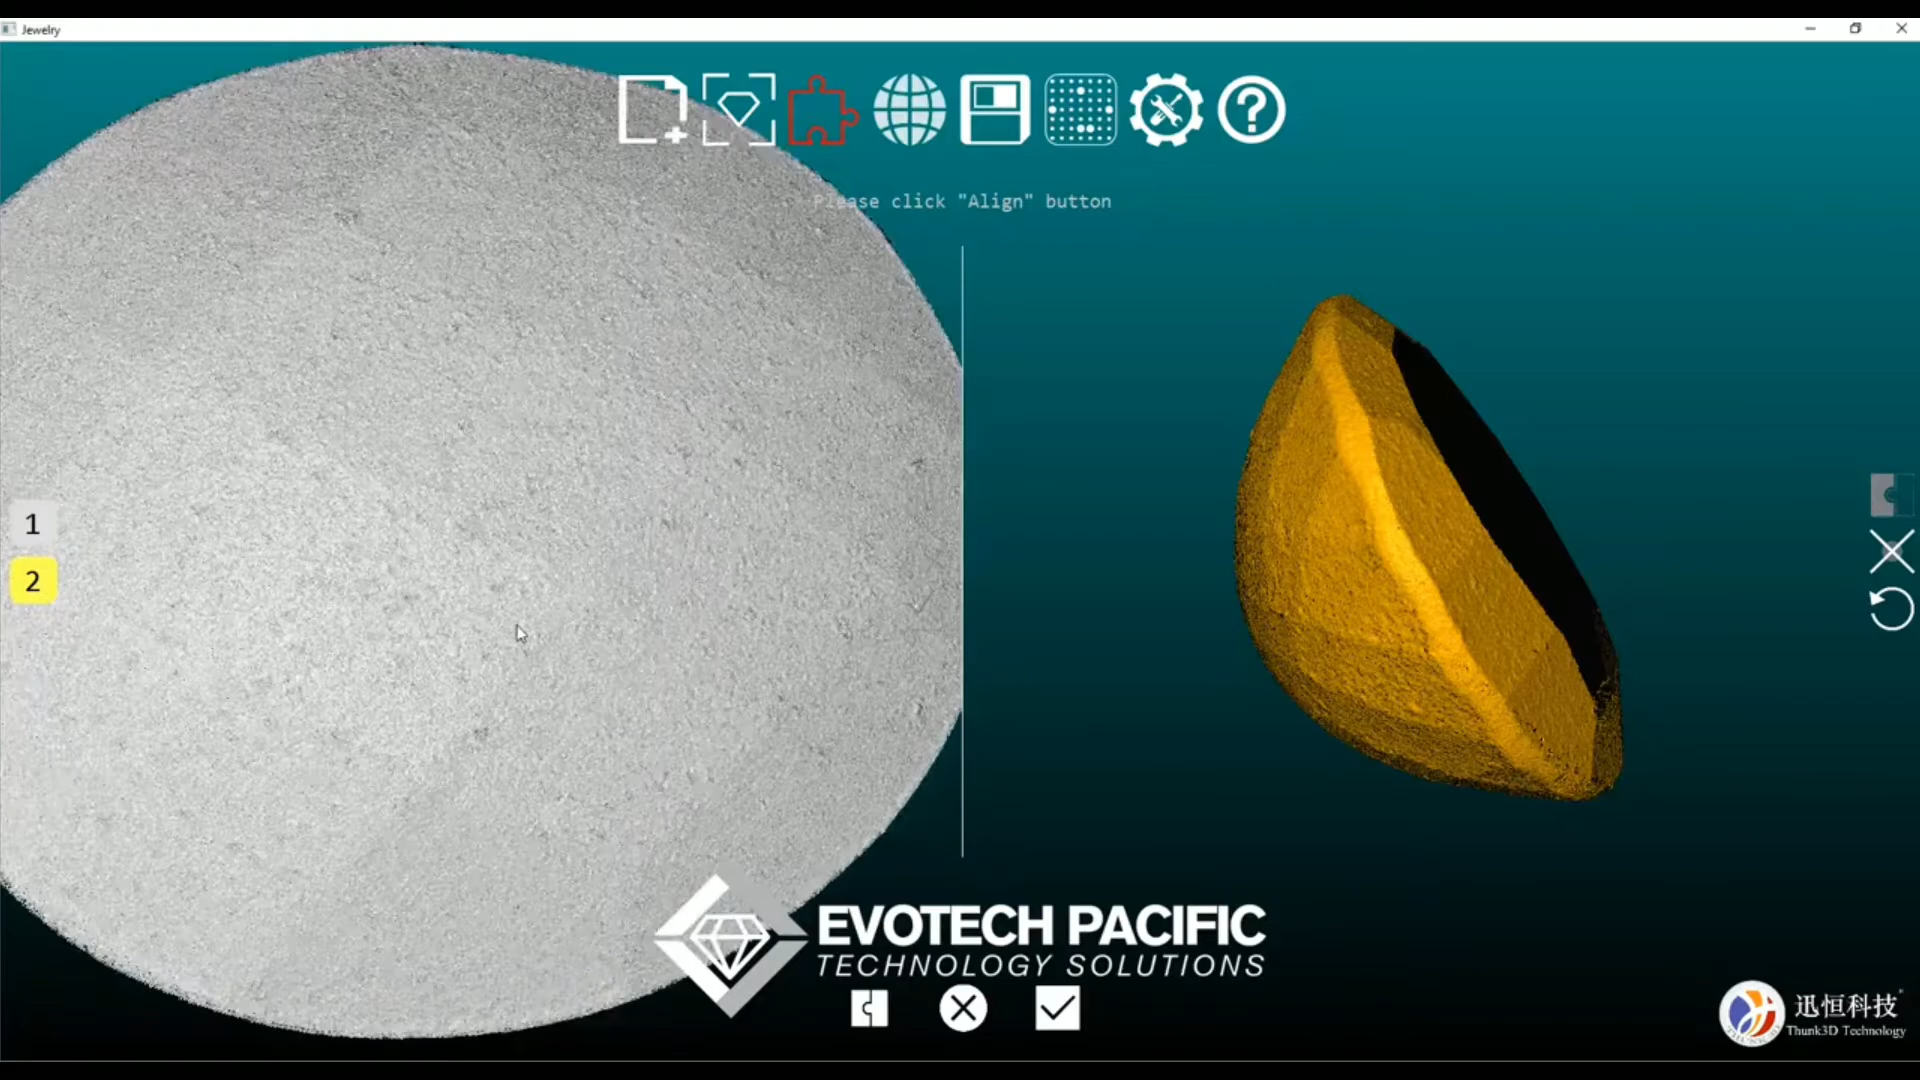 Jewelry
Please click "Align" button
1
2
EVOTECH PACIFIC
TECHNOLOGY SOLUTIONS
迅恒科技
Thunk3D Technology